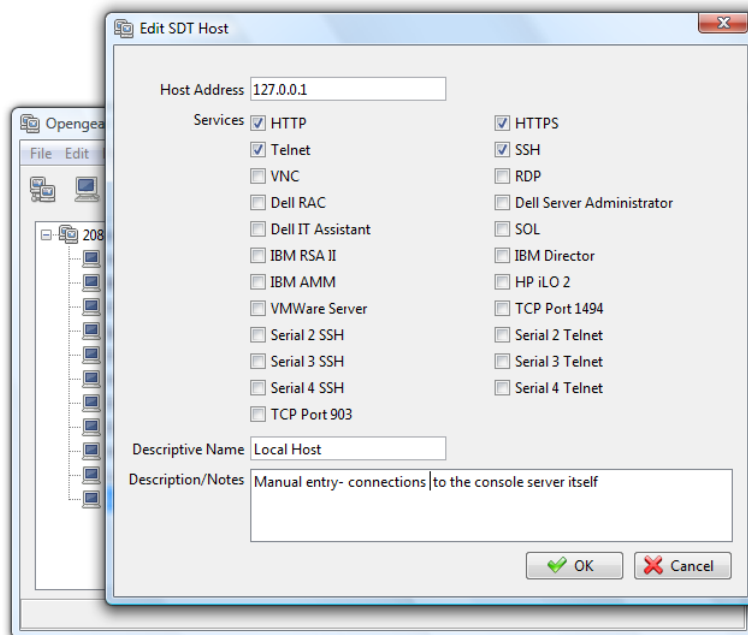 Edit SDT Host
Host Address 127.0.0.1
Services HTTP HTTPS
Telnet SSH
VNC RDP
Dell RAC Dell Server Administrator
Dell IT Assistant SOL
IBM RSA II IBM Director
IBM AMM HP iLO 2
VMWare Server TCP Port 1494
Serial 2 SSH Serial 2 Telnet
Serial 3 SSH Serial 3 Telnet
Serial 4 SSH Serial 4 Telnet
TCP Port 903
Descriptive Name Local Host
Description/Notes Manual entry- connections to the console server itself
OK Cancel
Opengea
File Edit
208